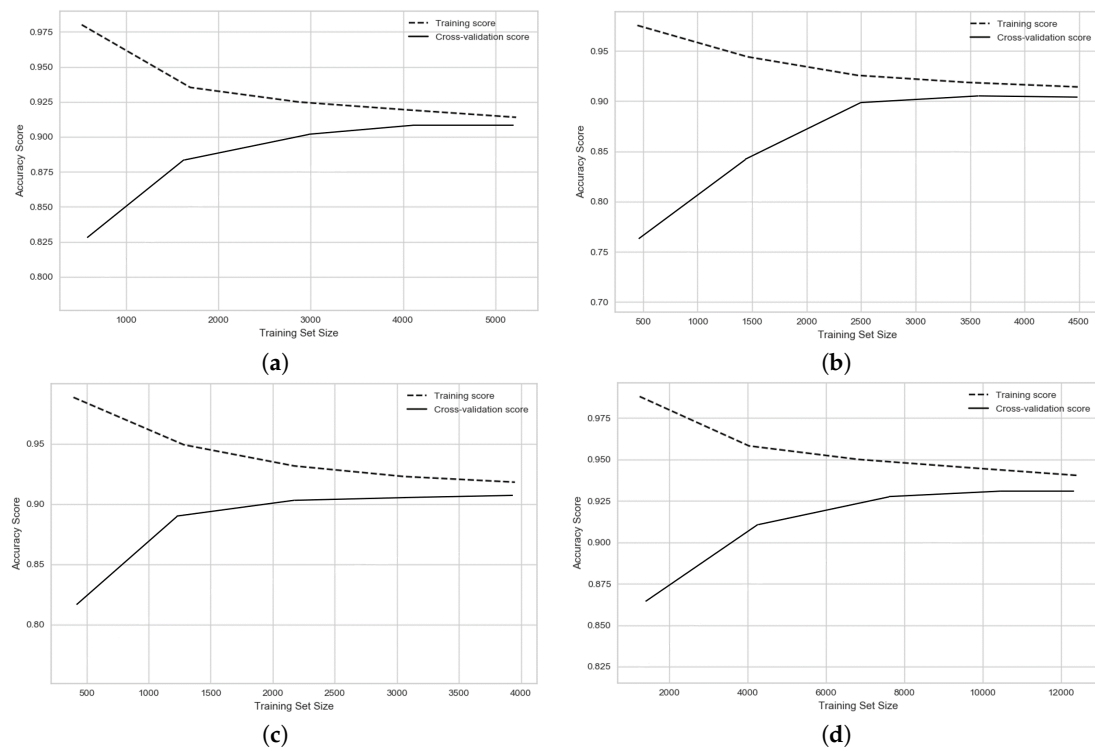 0.975
0.950
0.925
0.900
0.875
0.850
0.825
0.800
Accuracy Score
Training score
Cross-validation score
1000 2000 3000 4000 5000
Training Set Size
(a)
0.95
0.90
0.85
0.80
0.75
0.70
Accuracy Score
Training score
Cross-validation score
500 1000 1500 2000 2500 3000 3500 4000 4500
Training Set Size
(b)
0.95
0.90
0.85
0.80
Accuracy Score
Training score
Cross-validation score
500 1000 1500 2000 2500 3000 3500 4000
Training Set Size
(c)
0.975
0.950
0.925
0.900
0.875
0.850
0.825
Accuracy Score
Training score
Cross-validation score
2000 4000 6000 8000 10000 12000
Training Set Size
(d)